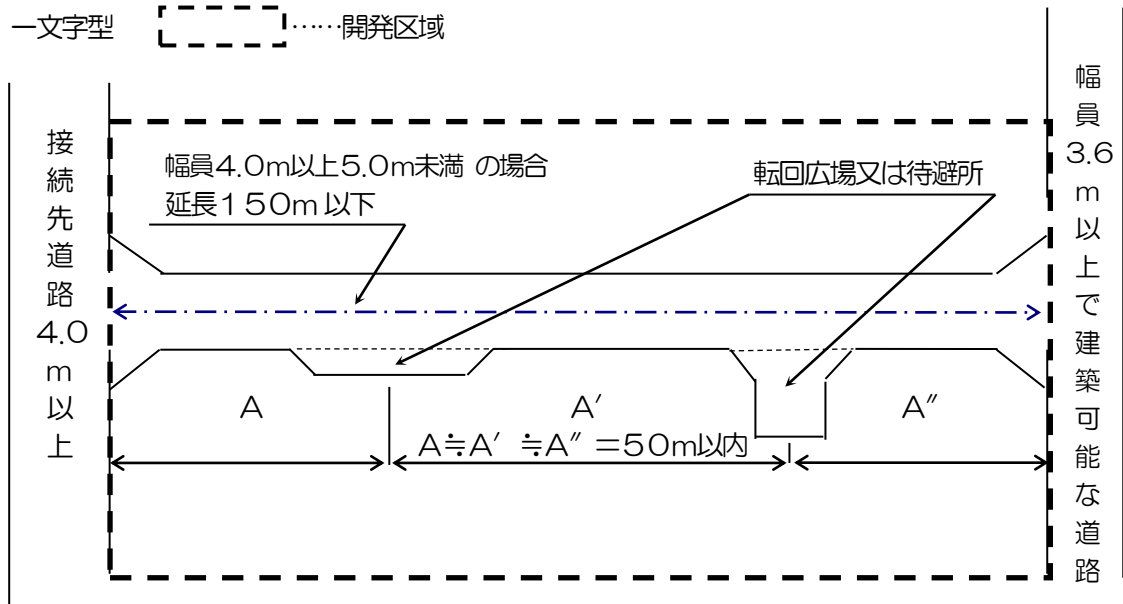 一文字型 ……開発区域
接続先道路4.0m以上
幅員4.0m以上5.0m未満 の場合
延長150m以下
転回広場又は待避所
幅員3.6m以上で建築可能な道路
A
A′
A″
A≒A′ ≒A″ =50m以内